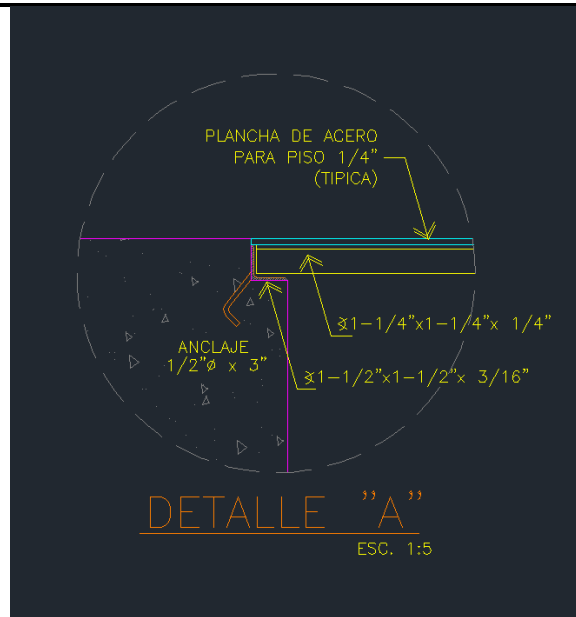 PLANCHA DE ACERO
PARA PISO 1/4"
(TIPICA)
∢1-1/4"x1-1/4"x 1/4"
ANCLAJE
1/2"ø x 3"
∢1-1/2"x1-1/2"x 3/16"
DETALLE "A"
ESC. 1:5